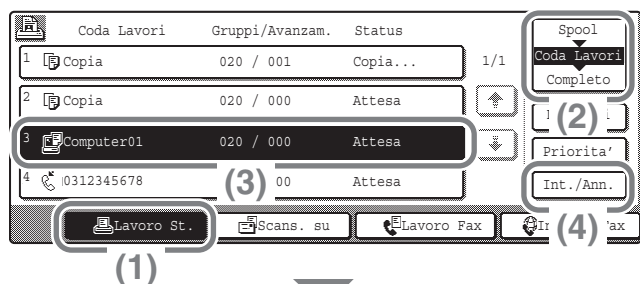 Coda Lavori Gruppi/Avanzam. Status
1 Copia 020 / 001 Copia...
2 Copia 020 / 000 Attesa
3 Computer01 020 / 000 Attesa
4 0312345678 00 Attesa
1/1
Spool
Coda Lavori
Completo
(2)
Priorita'
Int./Ann.
(3)
(4)
Lavoro St. Scans. su Lavoro Fax
(1)